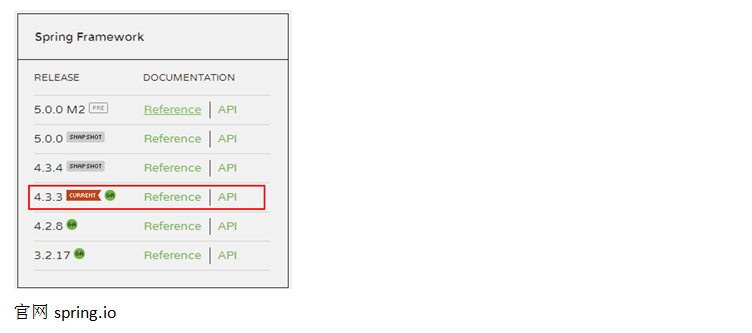 Spring Framework
RELEASE DOCUMENTATION
5.0.0 M2 PRE Reference API
5.0.0 SNAPSHOT Reference API
4.3.4 SNAPSHOT Reference API
4.3.3 CURRENT GA Reference API
4.2.8 GA Reference API
3.2.17 GA Reference API
官网 spring.io